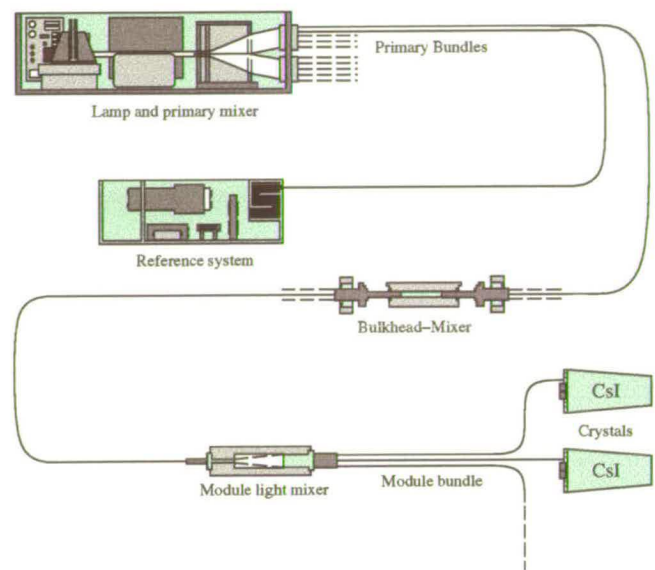 Primary Bundles
Lamp and primary mixer
Reference system
Bulkhead–Mixer
CsI
Crystals
CsI
Module light mixer
Module bundle